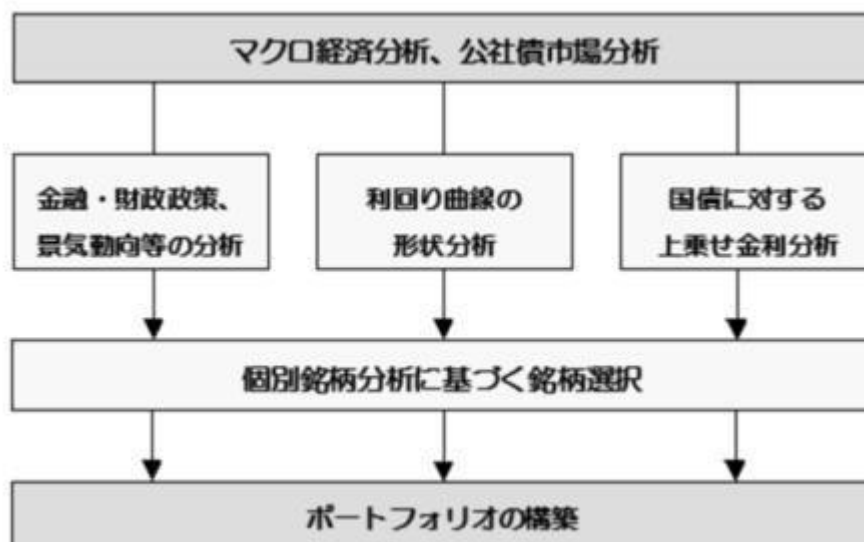 マクロ経済分析、公社債市場分析
金融・財政政策、
景気動向等の分析
利回り曲線の
形状分析
国債に対する
上乗せ金利分析
個別銘柄分析に基づく銘柄選択
ポートフォリオの構築